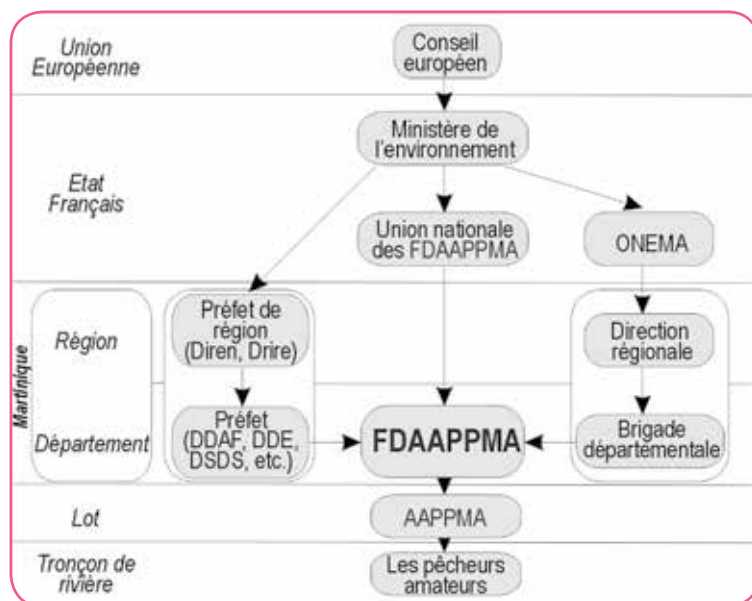 Union
Européenne
Conseil
européen
Ministère de
l'environnement
Etat
Français
Union nationale
des FDAAPPMA
ONEMA
Martinique
Région
Préfet de
région
(Diren, Drire)
Direction
régionale
Département
Préfet
(DDAF, DDE,
DSDS, etc.)
FDAAPPMA
Brigade
départementale
Lot
AAPPMA
Tronçon de
rivière
Les pêcheurs
amateurs